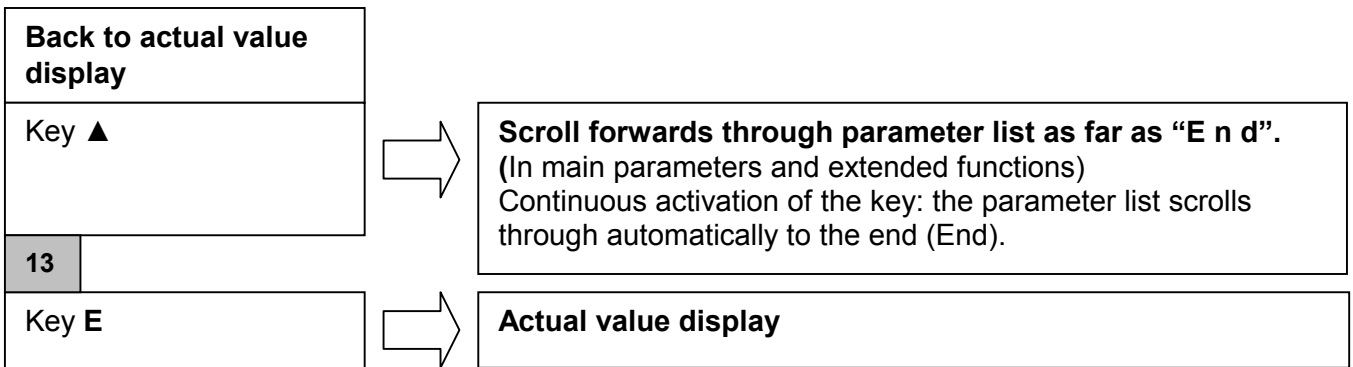 Back to actual value
display
Key ▲
Scroll forwards through parameter list as far as “E n d”.
(In main parameters and extended functions)
Continuous activation of the key: the parameter list scrolls
through automatically to the end (End).
13
Key E
Actual value display